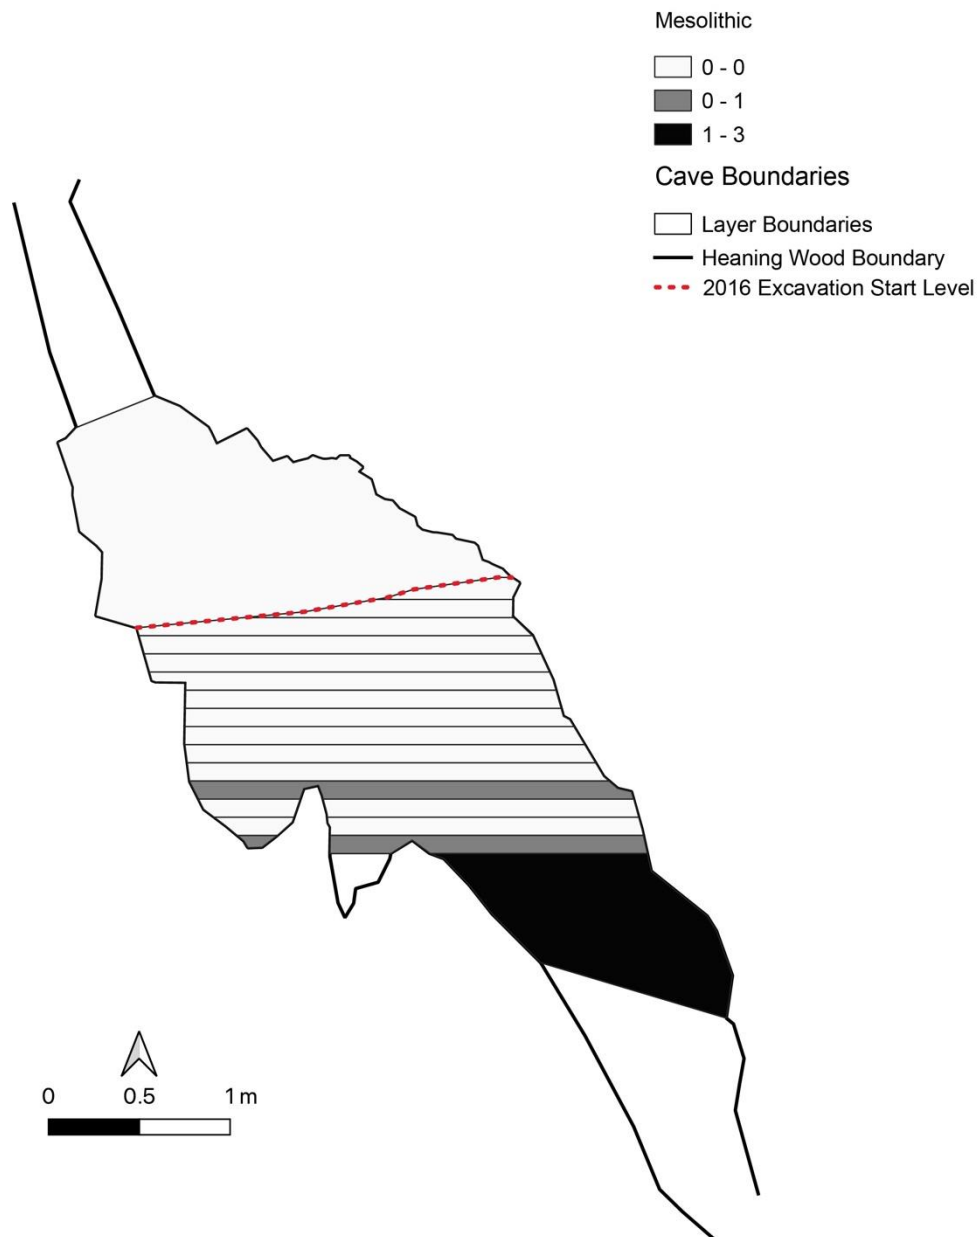 Mesolithic
0 - 0
0 - 1
1 - 3
Cave Boundaries
Layer Boundaries
Heaning Wood Boundary
2016 Excavation Start Level
0 0.5 1 m